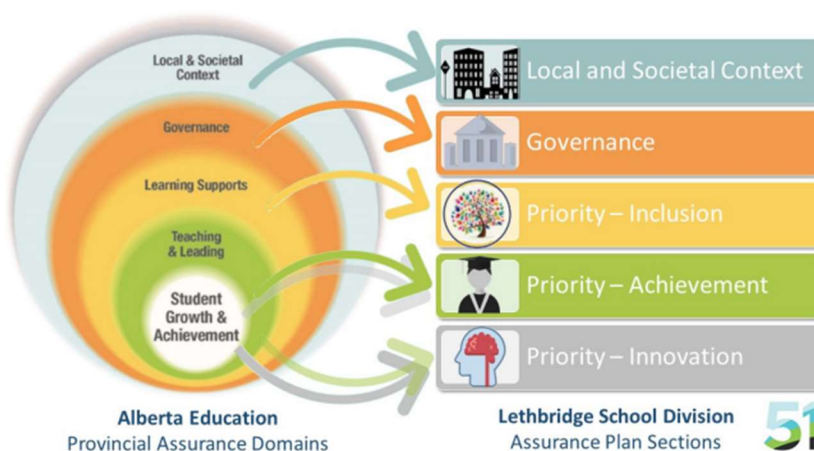 Local & Societal
Context
Governance
Learning Supports
Teaching
& Leading
Student
Growth &
Achievement
Alberta Education
Provincial Assurance Domains
Local and Societal Context
Governance
Priority – Inclusion
Priority – Achievement
Priority – Innovation
Lethbridge School Division
Assurance Plan Sections
51